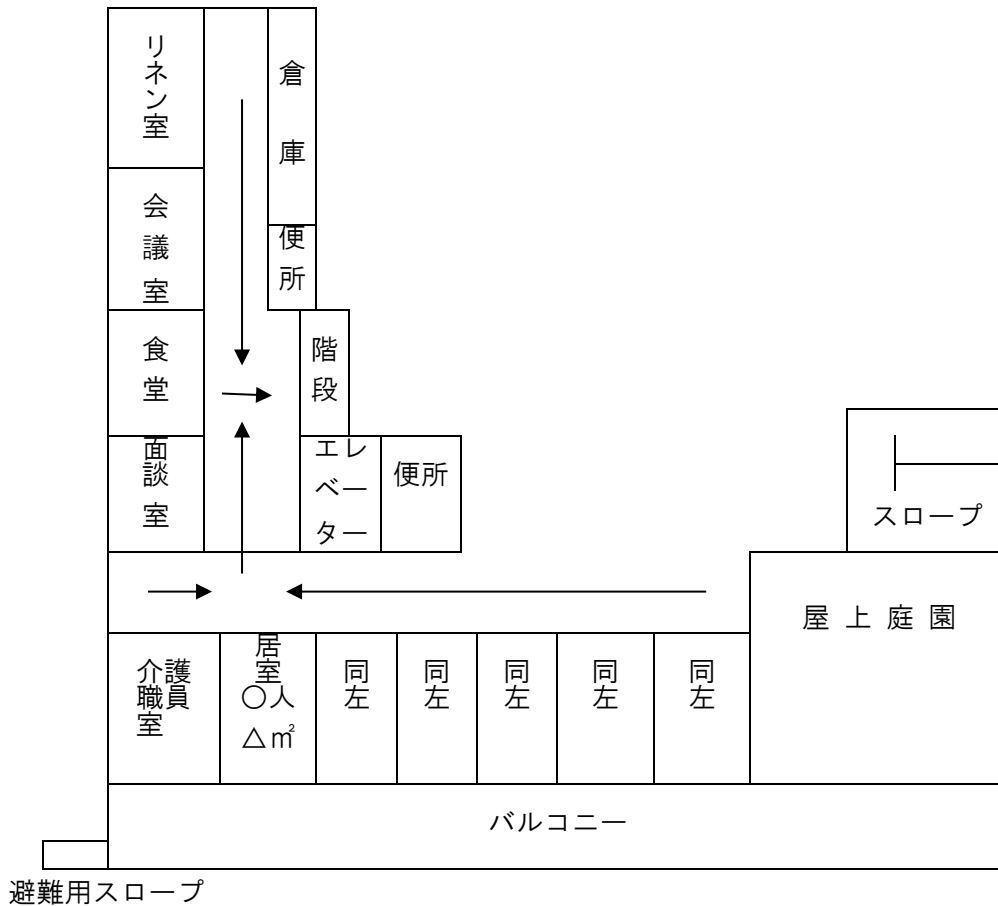 リネン室
倉庫
会議室
便所
食堂
階段
面談室
エレベーター
便所
スロープ
屋上庭園
介護職員室
居室
〇人
△㎡
同左
同左
同左
同左
同左
バルコニー
避難用スロープ